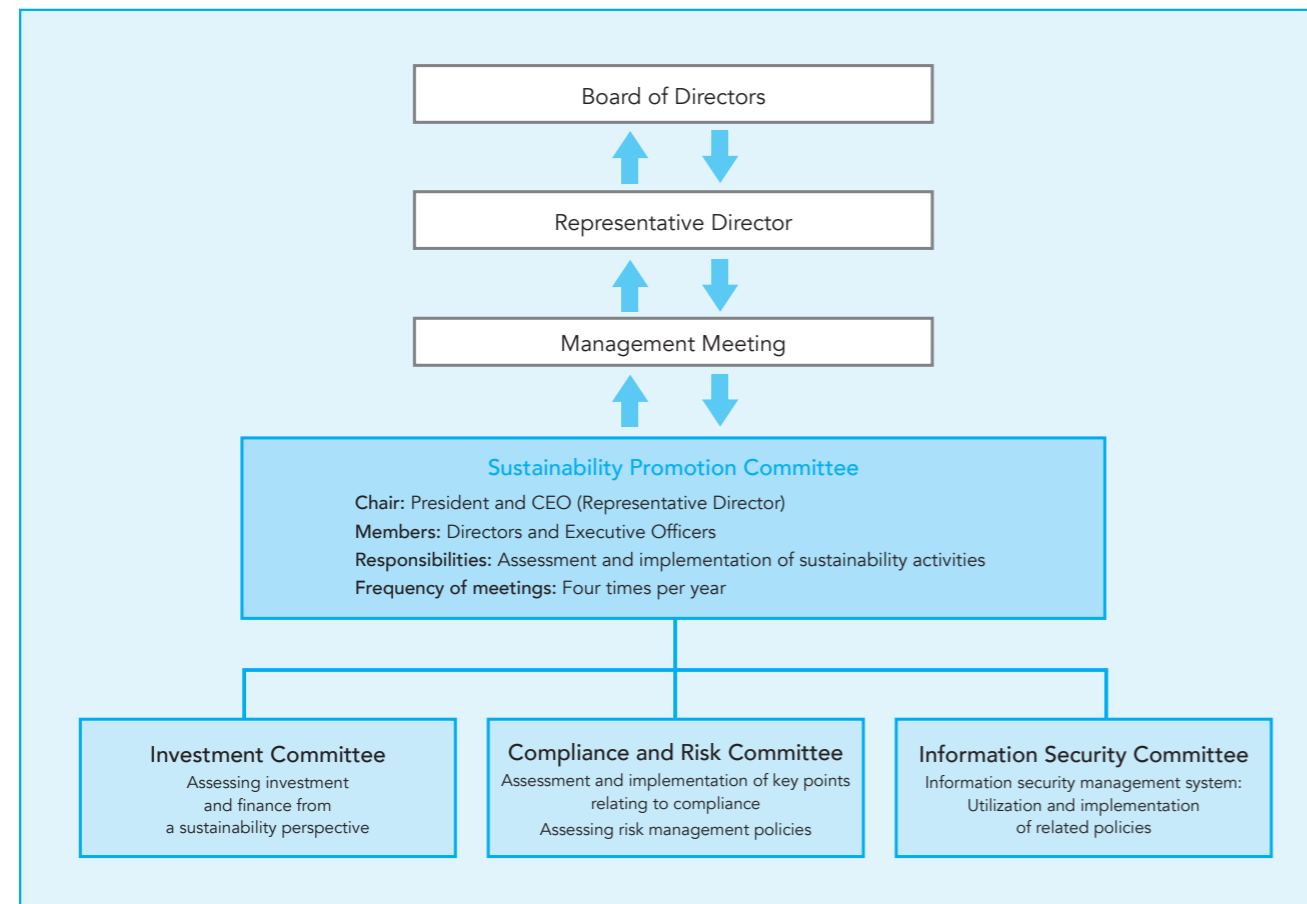 Board of Directors
Representative Director
Management Meeting
Sustainability Promotion Committee
Chair: President and CEO (Representative Director)
Members: Directors and Executive Officers
Responsibilities: Assessment and implementation of sustainability activities
Frequency of meetings: Four times per year
Investment Committee
Assessing investment
and finance from
a sustainability perspective
Compliance and Risk Committee
Assessment and implementation of key points
relating to compliance
Assessing risk management policies
Information Security Committee
Information security management system:
Utilization and implementation
of related policies